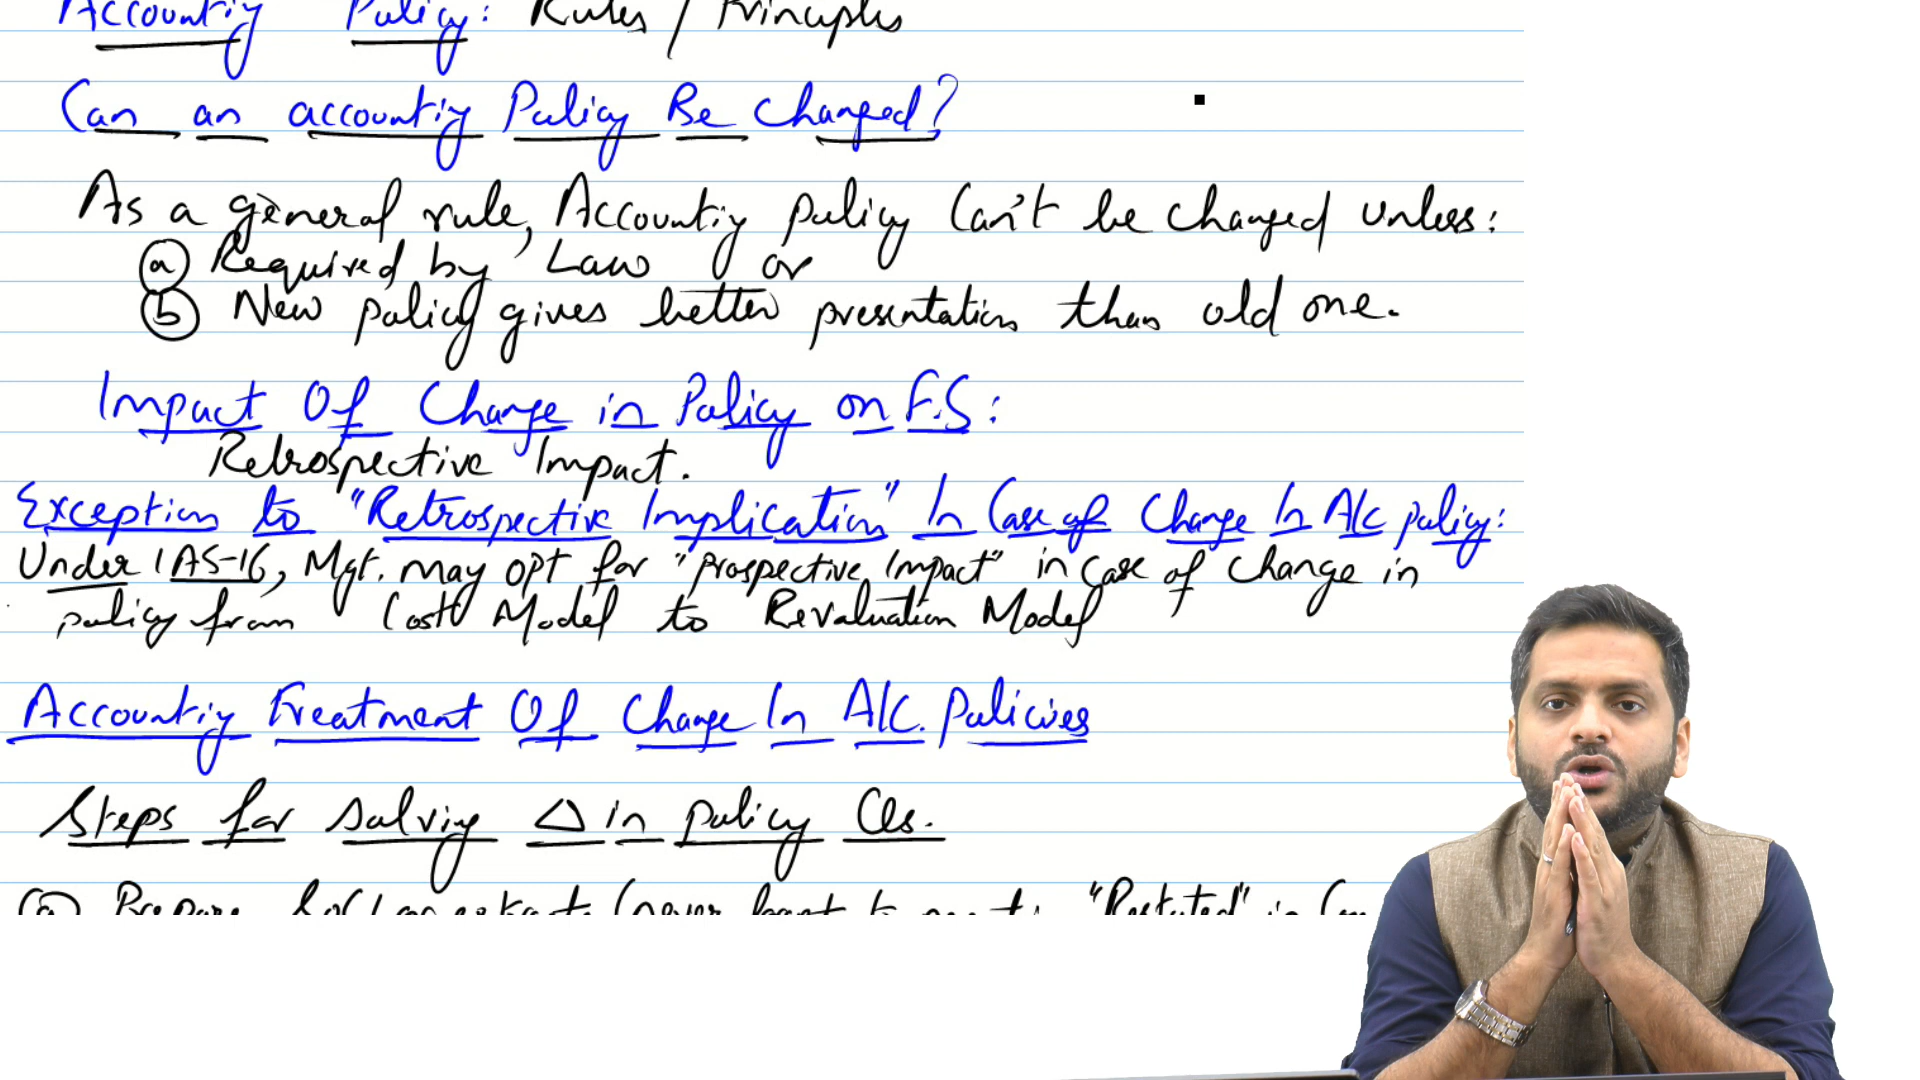 Accounting Policy: Rules / Principles
Can an accounting Policy Be Changed?
As a general rule, Accounting policy Can't be changed unless:
(a) Required by Law or
(b) New policy gives better presentation than old one.
Impact Of Change in Policy on F.S:
Retrospective Impact.
Exception to "Retrospective Implication" In Case of Change In A/c policy:
Under IAS-16, Mgt. may opt for "Prospective Impact" in case of change in
policy from Cost Model to Revaluation Model
Accounting Treatment Of Change In A/c. Policies
Steps for Solving Δ in policy Qs.
(a) Prepare "Restated" in